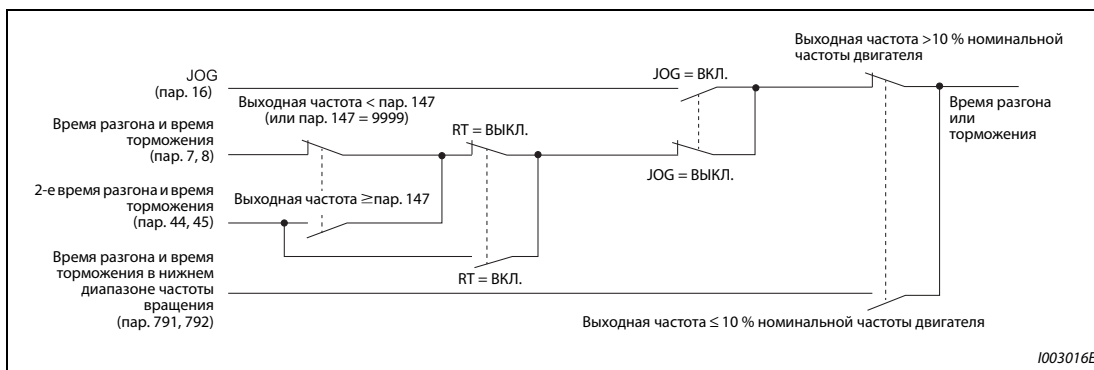 Выходная частота >10 % номинальной
частоты двигателя
JOG
(пар. 16)
JOG = ВКЛ.
Выходная частота < пар. 147
(или пар. 147 = 9999)
Время разгона
или
торможения
Время разгона и время
торможения
(пар. 7, 8)
RT = ВЫКЛ.
JOG = ВЫКЛ.
2-е время разгона и время
торможения
(пар. 44, 45)
Выходная частота ≥пар. 147
Время разгона и время
торможения в нижнем
диапазоне частоты
вращения
(пар. 791, 792)
RT = ВКЛ.
Выходная частота ≤ 10 % номинальной частоты двигателя
I003016E